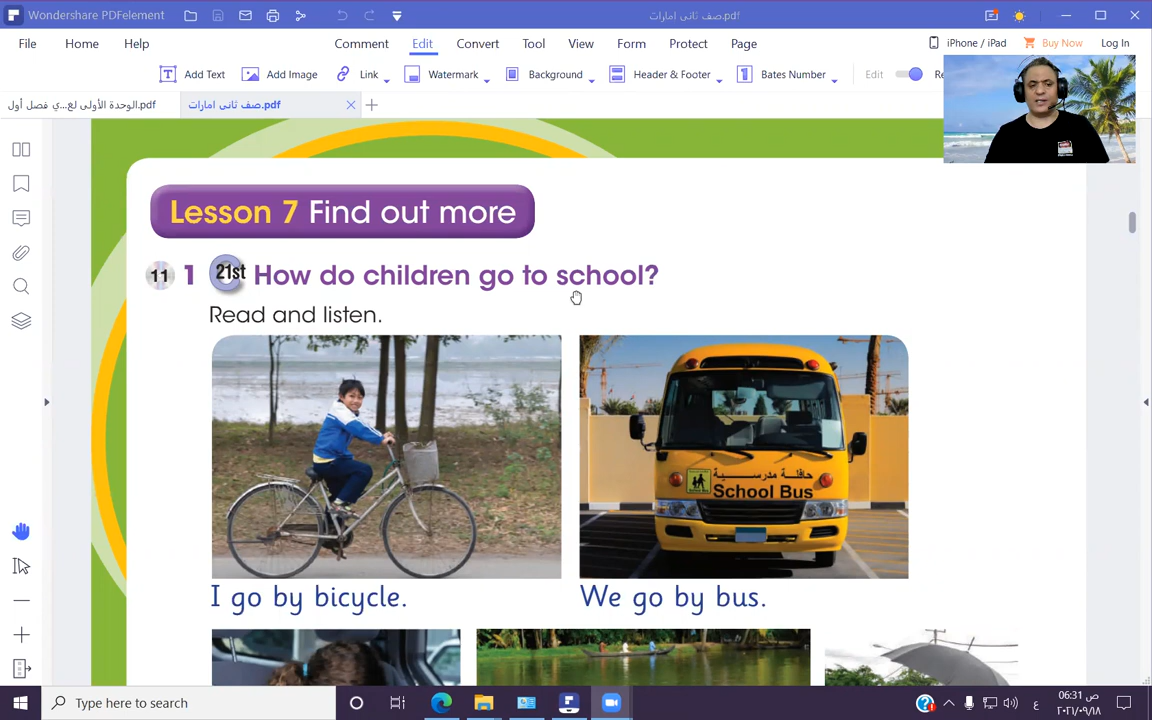 Wondershare PDFelement
صف ثانى امارات.pdf
File Home Help Comment Edit Convert Tool View Form Protect Page iPhone / iPad Buy Now Log In
Add Text Add Image Link Watermark Background Header & Footer Bates Number Edit Re
الوحدة الأولى لغ...ي فصل أول.pdf
صف ثانى امارات.pdf
Lesson 7 Find out more
11 1 21st How do children go to school?
Read and listen.
حافلة مدرسية
School Bus
I go by bicycle.
We go by bus.
Type here to search
ع
06:31 ص
٢٠٢١/٠٩/١٨